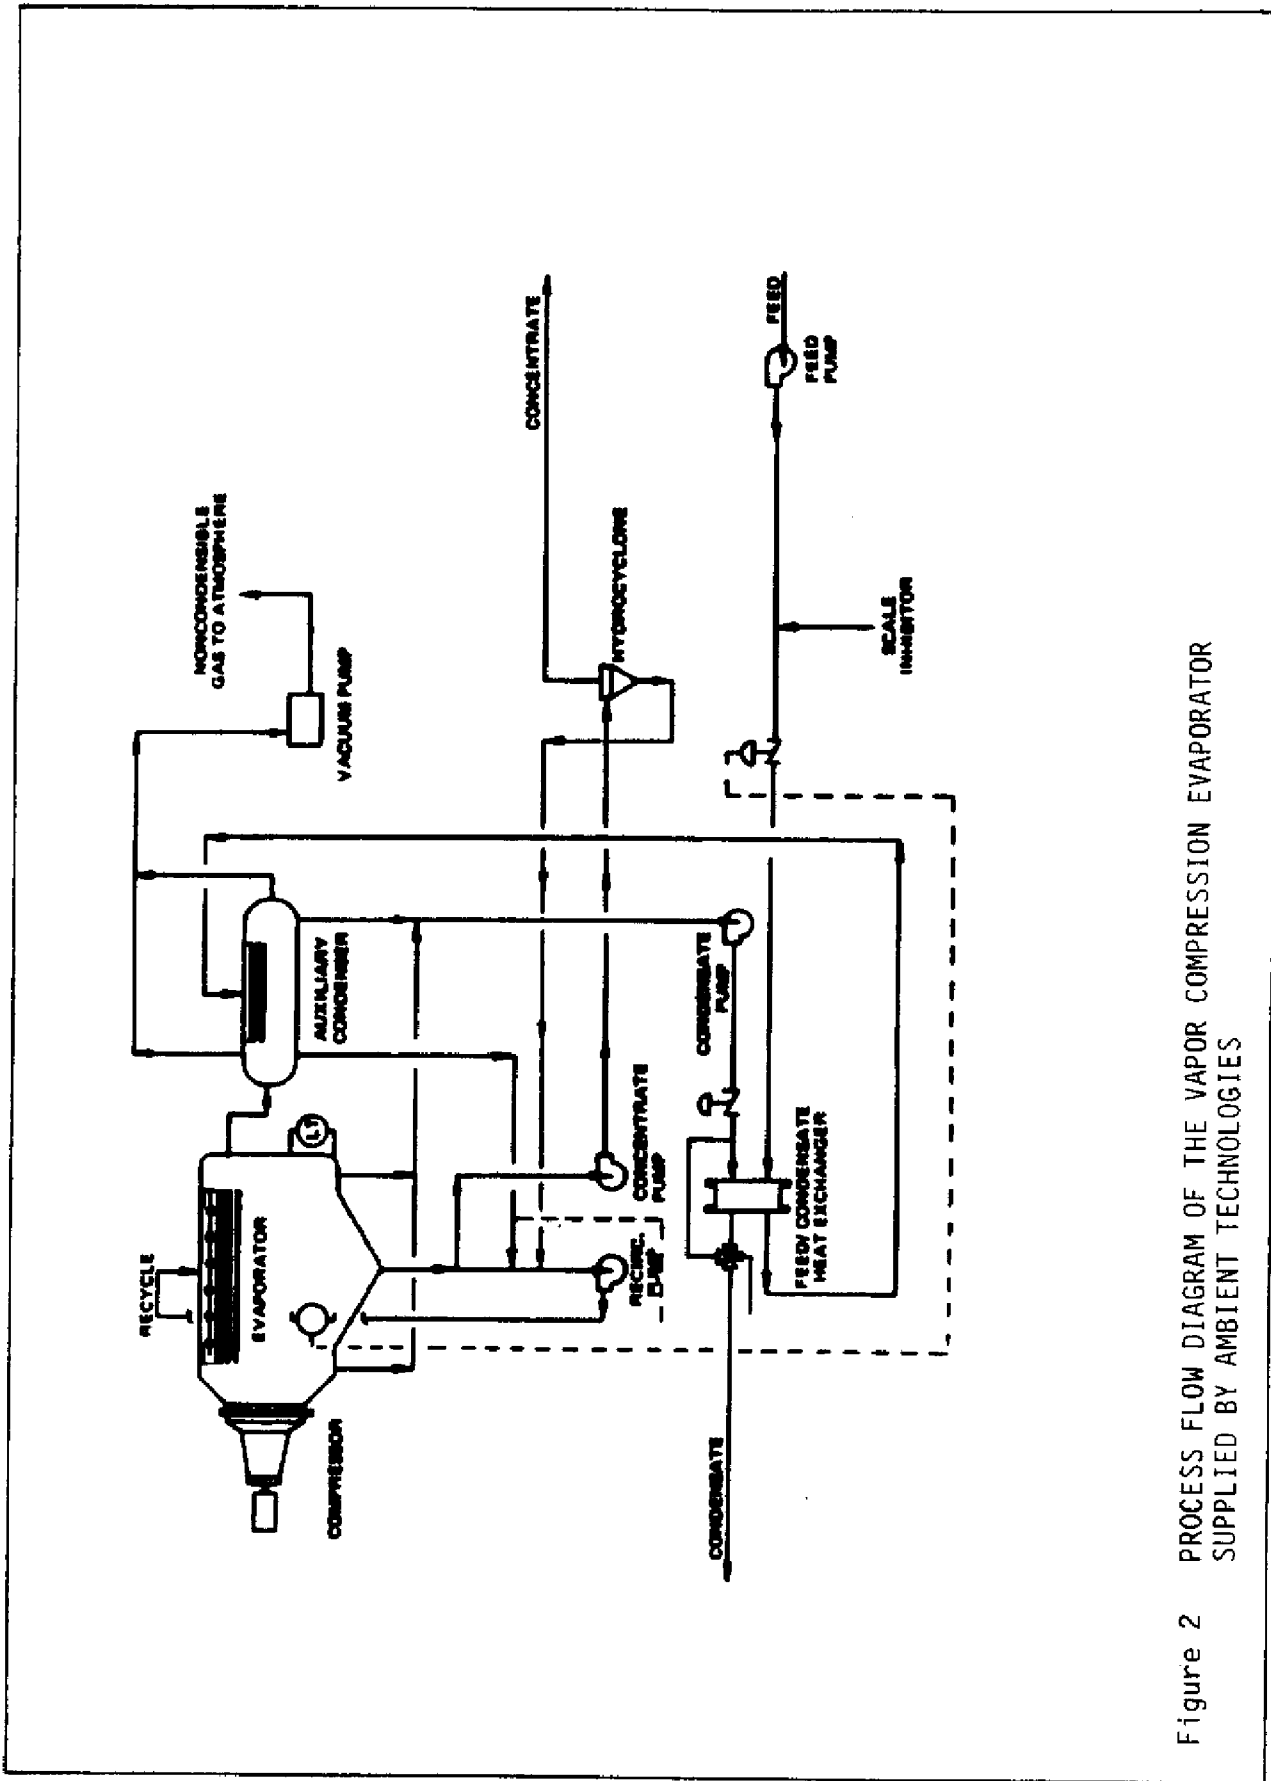 RECYCLE
EVAPORATOR
COMPRESSOR
LT
AUXILIARY
CONDENSER
NONCONDENSIBLE
GAS TO ATMOSPHERE
VACUUM PUMP
CONCENTRATE
HYDROCYCLONE
CONCENTRATE
PUMP
RECIRC.
PUMP
CONDENSATE
PUMP
FEED/CONDENSATE
HEAT EXCHANGER
CONDENSATE
SCALE
INHIBITOR
FEED
FEED
PUMP
Figure 2 PROCESS FLOW DIAGRAM OF THE VAPOR COMPRESSION EVAPORATOR
SUPPLIED BY AMBIENT TECHNOLOGIES